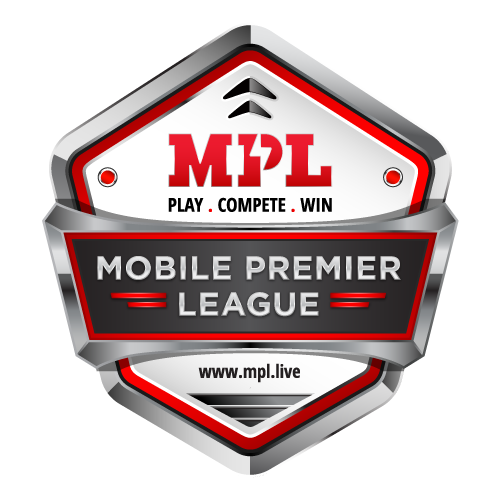 MPL
PLAY . COMPETE . WIN
MOBILE PREMIER
LEAGUE
www.mpl.live